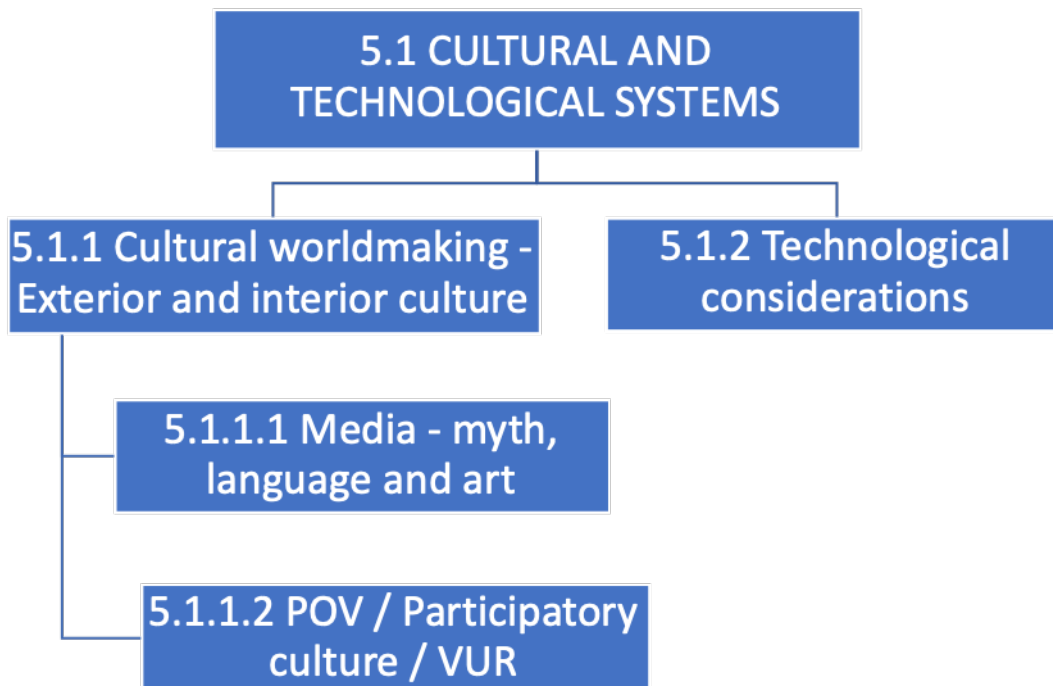 5.1 CULTURAL AND
TECHNOLOGICAL SYSTEMS
5.1.1 Cultural worldmaking -
Exterior and interior culture
5.1.2 Technological
considerations
5.1.1.1 Media - myth,
language and art
5.1.1.2 POV / Participatory
culture / VUR